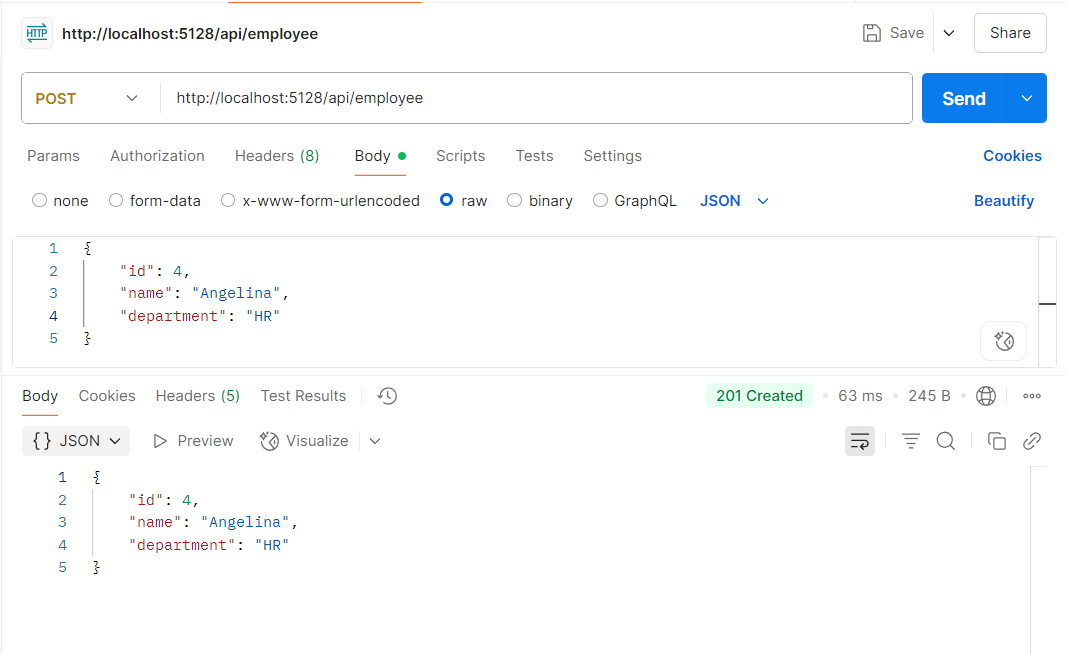 HTTP http://localhost:5128/api/employee Save Share
POST http://localhost:5128/api/employee Send
Params Authorization Headers (8) Body Scripts Tests Settings Cookies
none form-data x-www-form-urlencoded raw binary GraphQL JSON Beautify
1 {
2 "id": 4,
3 "name": "Angelina",
4 "department": "HR"
5 }
Body Cookies Headers (5) Test Results 201 Created 63 ms 245 B
{} JSON Preview Visualize
1 {
2 "id": 4,
3 "name": "Angelina",
4 "department": "HR"
5 }